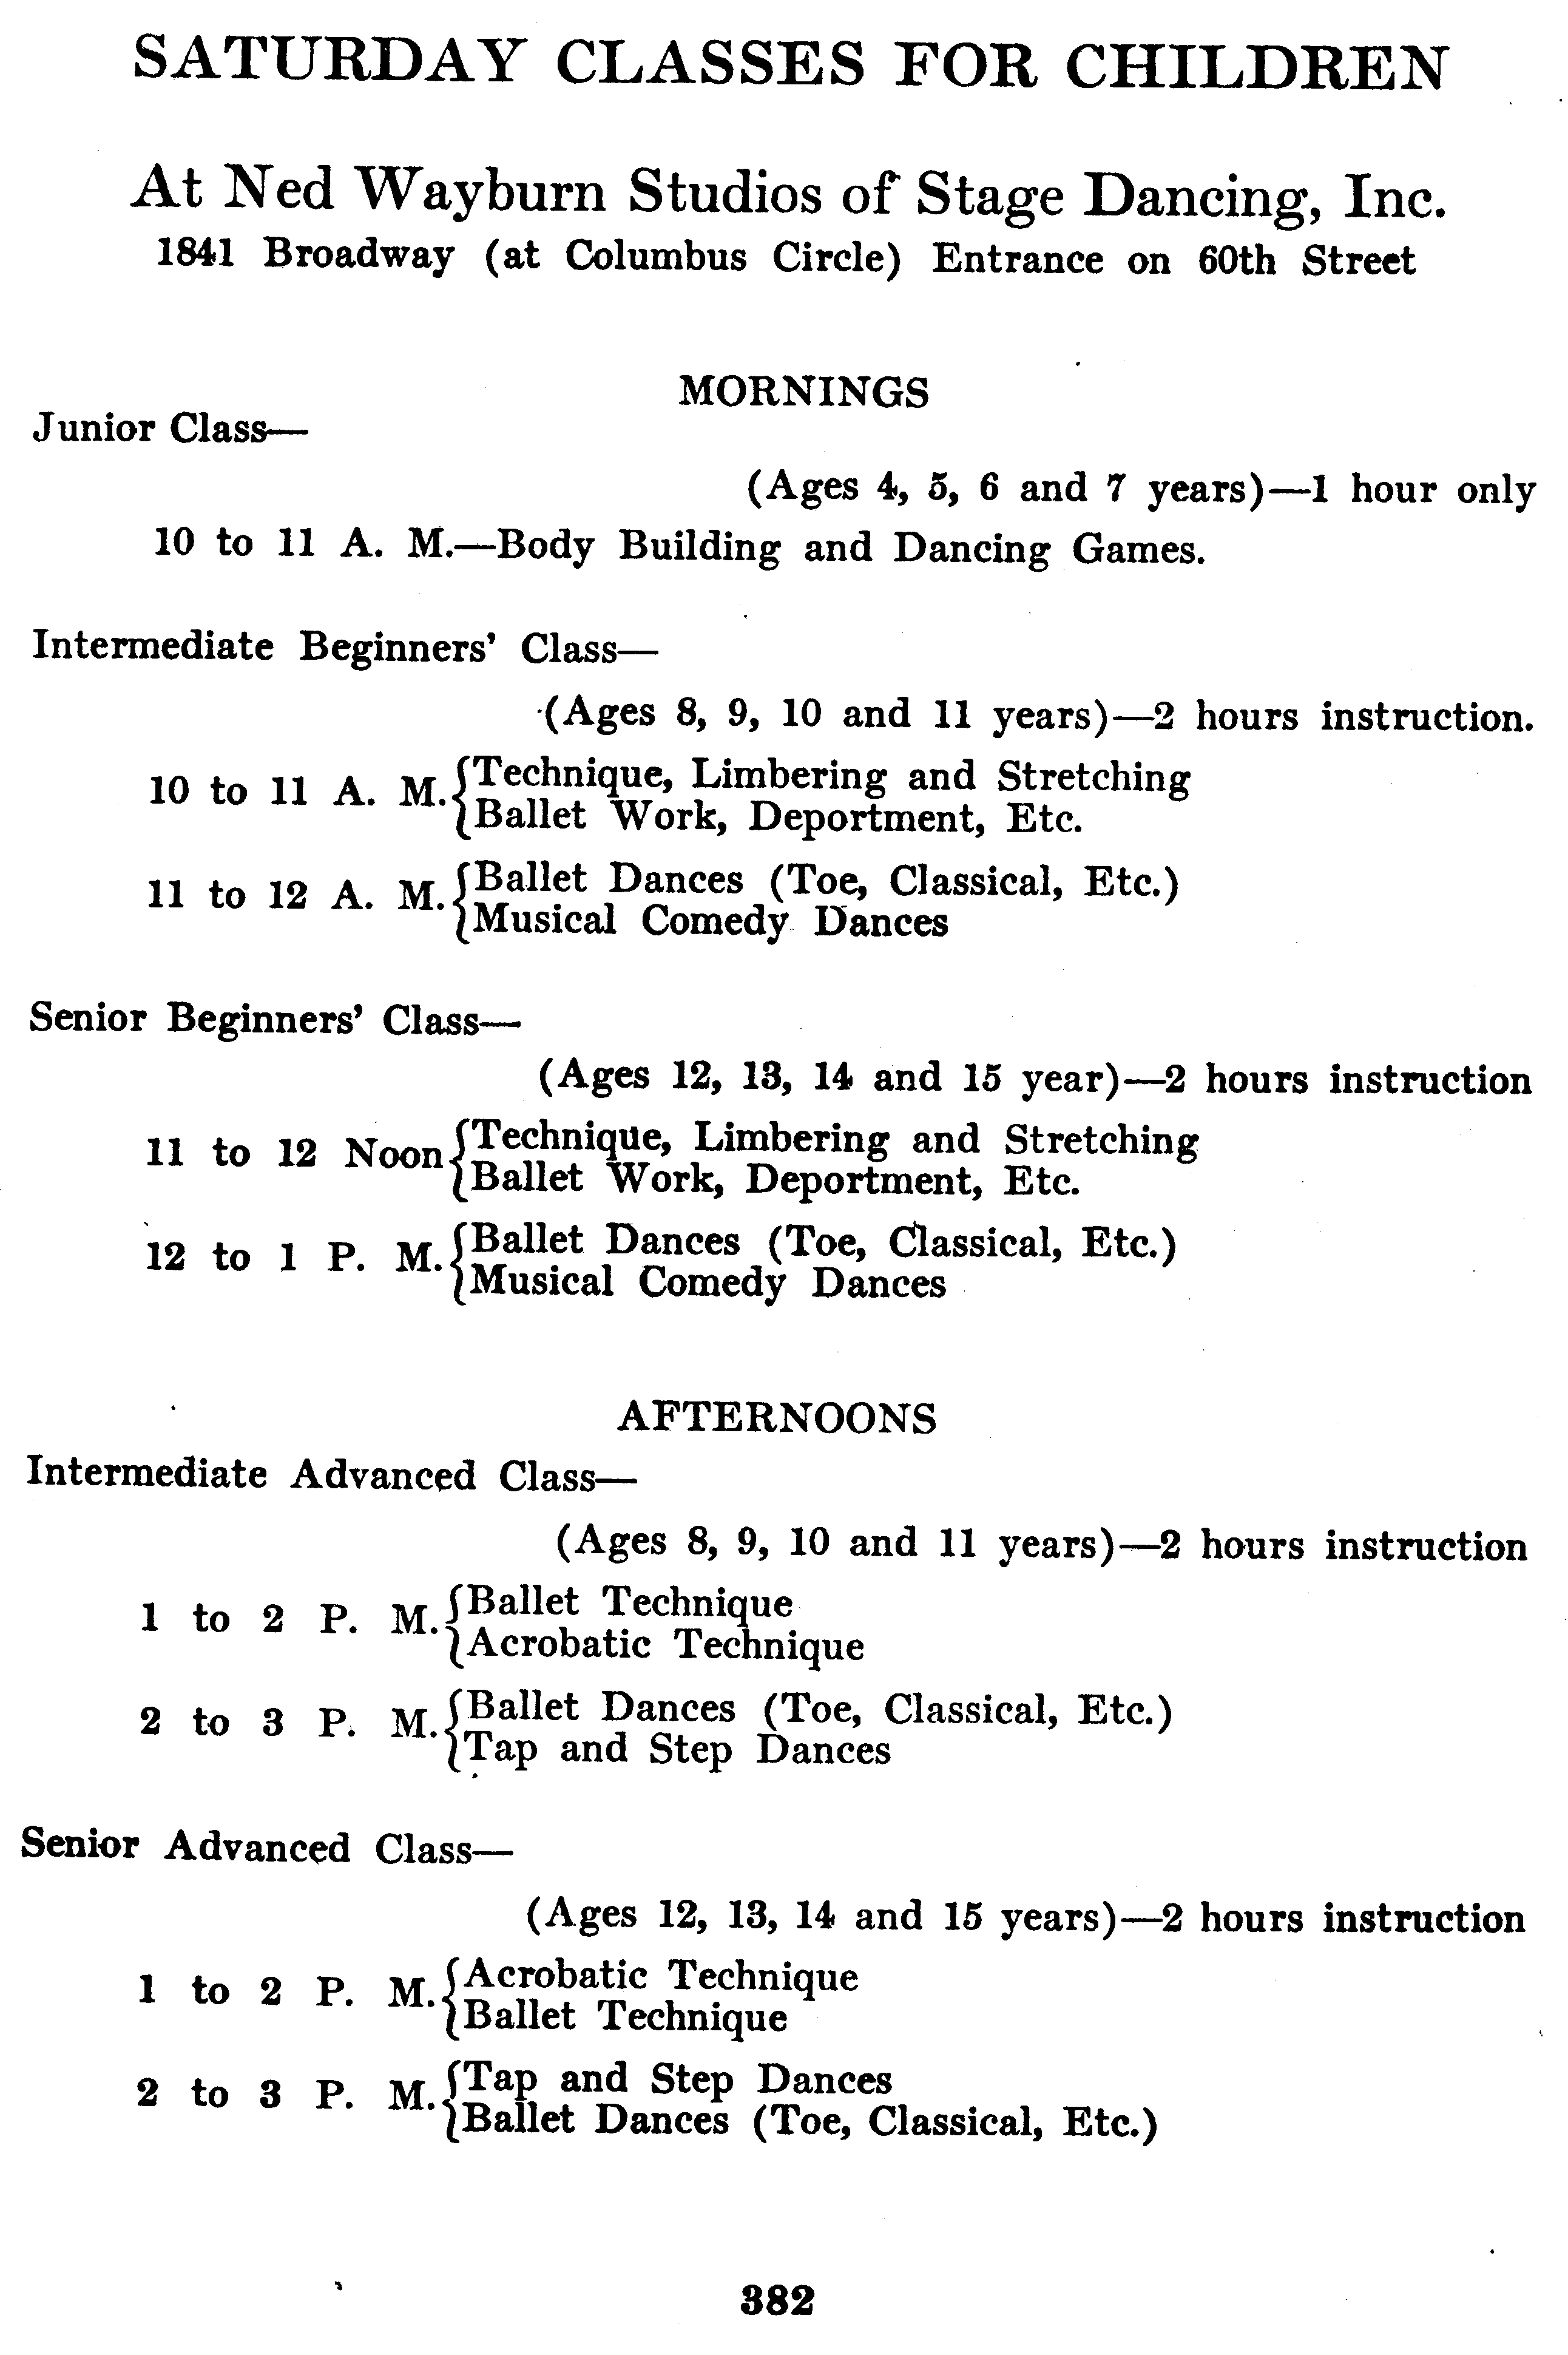 SATURDAY CLASSES FOR CHILDREN
At Ned Wayburn Studios of Stage Dancing, Inc.
1841 Broadway (at Columbus Circle) Entrance on 60th Street
MORNINGS
Junior Class—
(Ages 4, 5, 6 and 7 years)—1 hour only
10 to 11 A. M.—Body Building and Dancing Games.
Intermediate Beginners' Class—
(Ages 8, 9, 10 and 11 years)—2 hours instruction.
10 to 11 A. M. {Technique, Limbering and Stretching
Ballet Work, Deportment, Etc.
11 to 12 A. M. {Ballet Dances (Toe, Classical, Etc.)
Musical Comedy Dances
Senior Beginners' Class—
(Ages 12, 13, 14 and 15 year)—2 hours instruction
11 to 12 Noon {Technique, Limbering and Stretching
Ballet Work, Deportment, Etc.
12 to 1 P. M. {Ballet Dances (Toe, Classical, Etc.)
Musical Comedy Dances
AFTERNOONS
Intermediate Advanced Class—
(Ages 8, 9, 10 and 11 years)—2 hours instruction
1 to 2 P. M. {Ballet Technique
Acrobatic Technique
2 to 3 P. M. {Ballet Dances (Toe, Classical, Etc.)
Tap and Step Dances
Senior Advanced Class—
(Ages 12, 13, 14 and 15 years)—2 hours instruction
1 to 2 P. M. {Acrobatic Technique
Ballet Technique
2 to 3 P. M. {Tap and Step Dances
Ballet Dances (Toe, Classical, Etc.)
382